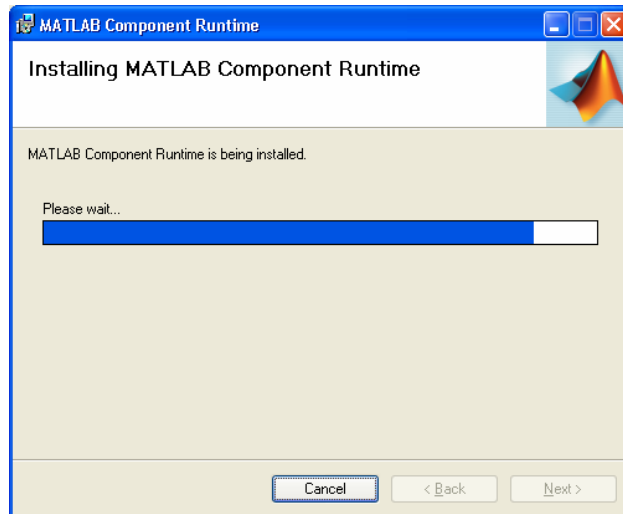 MATLAB Component Runtime
Installing MATLAB Component Runtime
MATLAB Component Runtime is being installed.
Please wait...
Cancel
< Back
Next >